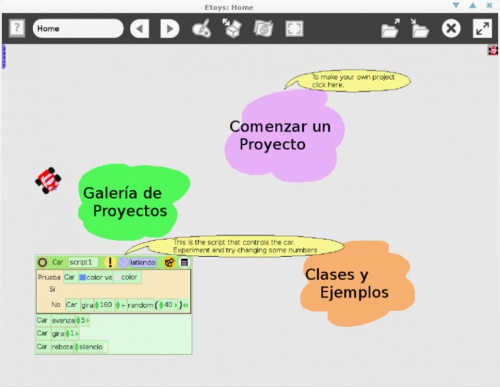 Etoys: Home
Home
To make your own project
click here.
Comenzar un
Proyecto
Galería de
Proyectos
This is the script that controls the car.
Experiment and try changing some numbers
Clases y
Ejemplos
Car script1 ! latiendo
Prueba Car color ve color
Sí
No Car gira 160 + random ( 40 )
Car avanza 5
Car gira 1
Car rebota silencio